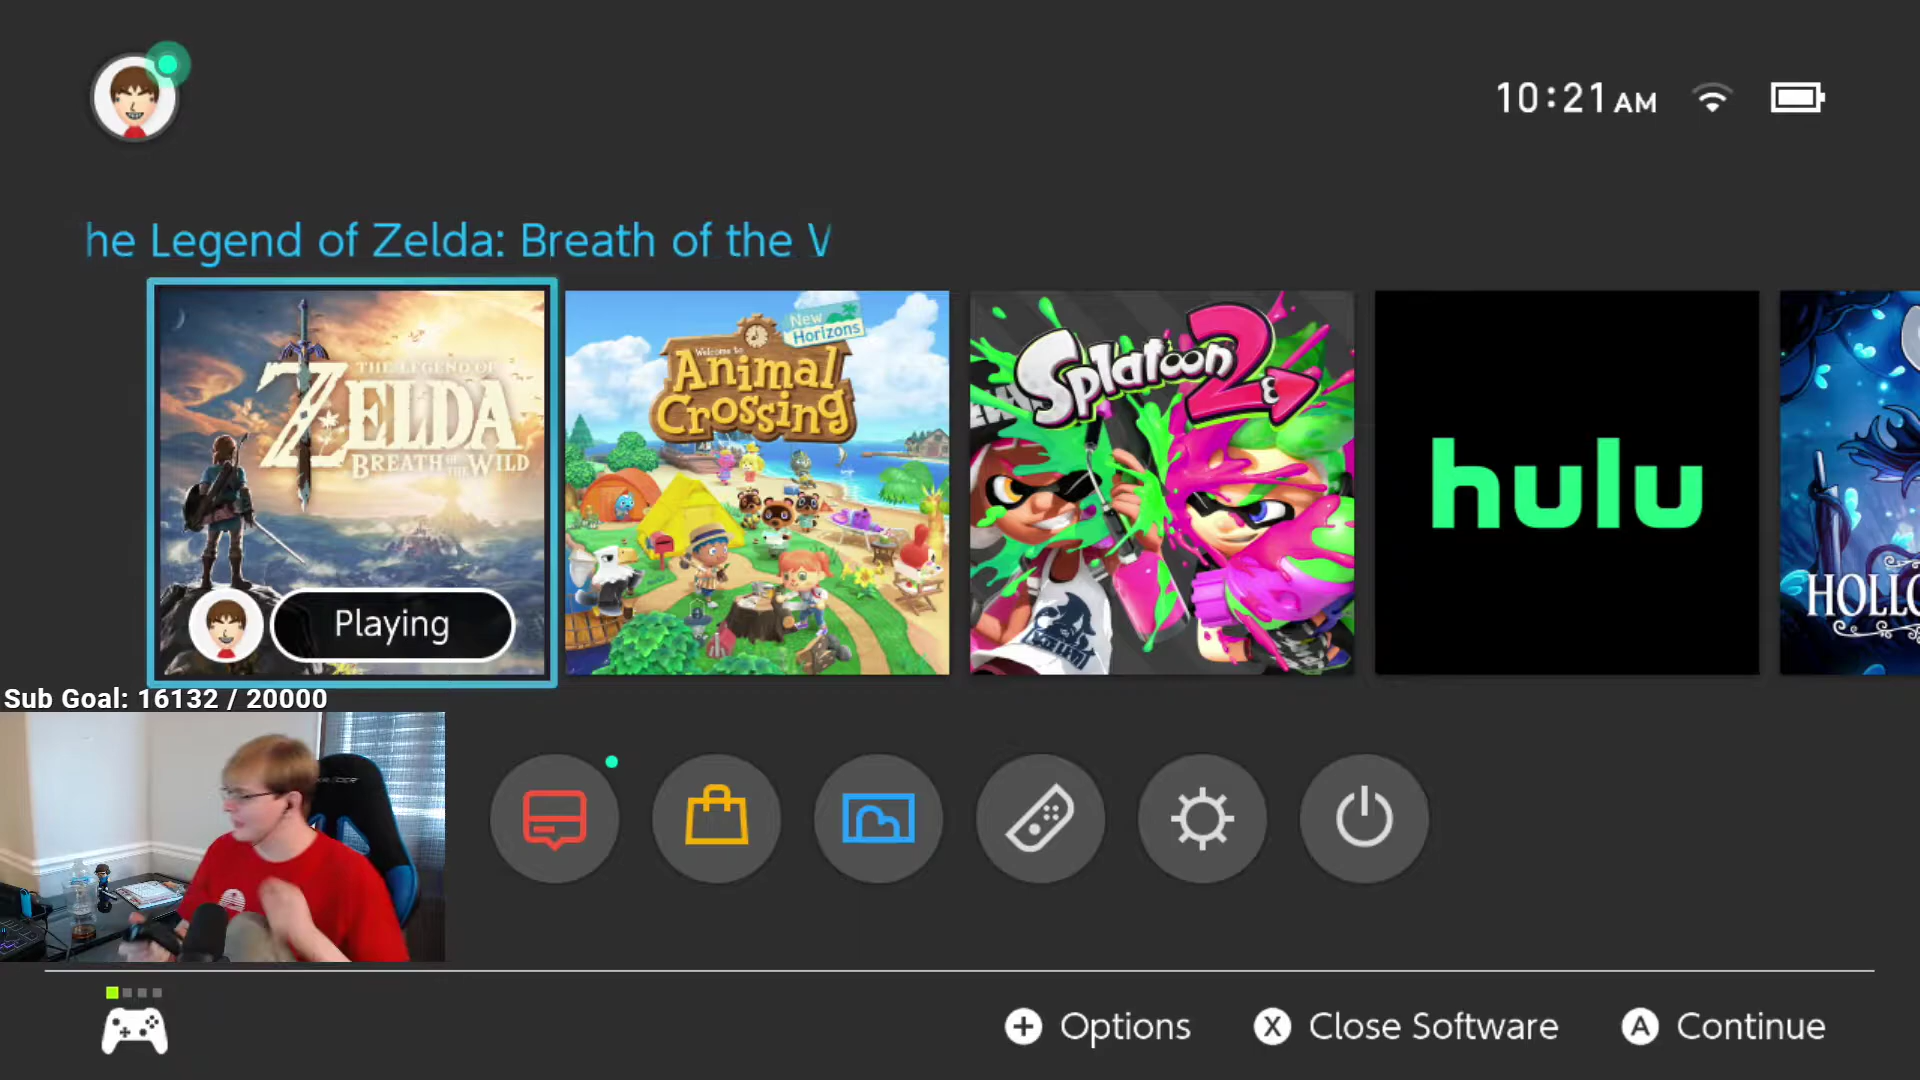 10:21 AM
he Legend of Zelda: Breath of the
THE LEGEND OF
ZELDA
BREATH OF THE WILD
Playing
New
Horizons
Welcome to
Animal
Crossing
Splatoon 2
hulu
HOLLO
Sub Goal: 16132 / 20000
+ Options
X Close Software
A Continue